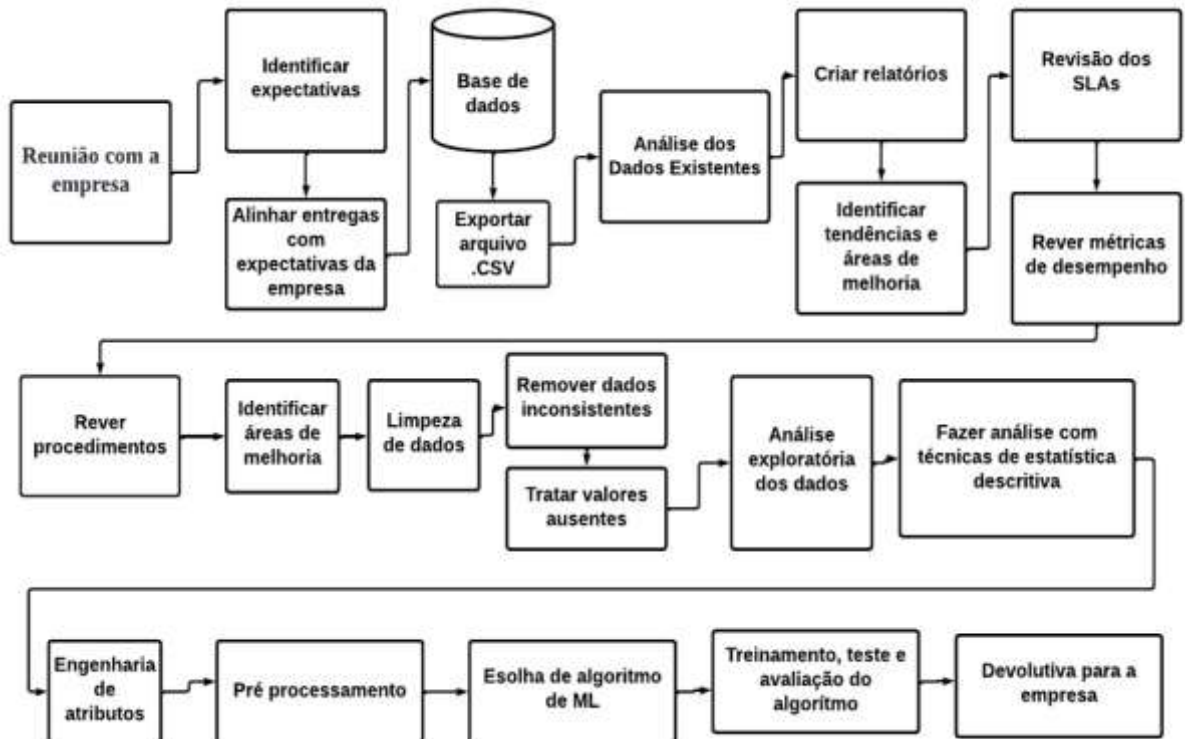 Reunião com a
empresa
Identificar
expectativas
Alinhar entregas
com
expectativas da
empresa
Base de
dados
Exportar
arquivo
.CSV
Análise dos
Dados Existentes
Criar relatórios
Identificar
tendências e
áreas de
melhoria
Revisão dos
SLAs
Rever métricas
de desempenho
Rever
procedimentos
Identificar
áreas de
melhoria
Limpeza
de dados
Remover dados
inconsistentes
Tratar valores
ausentes
Análise
exploratória
dos dados
Fazer análise com
técnicas de estatística
descritiva
Engenharia
de
atributos
Pré processamento
Esolha de algoritmo
de ML
Treinamento, teste e
avaliação do
algorítmo
Devolutiva para a
empresa